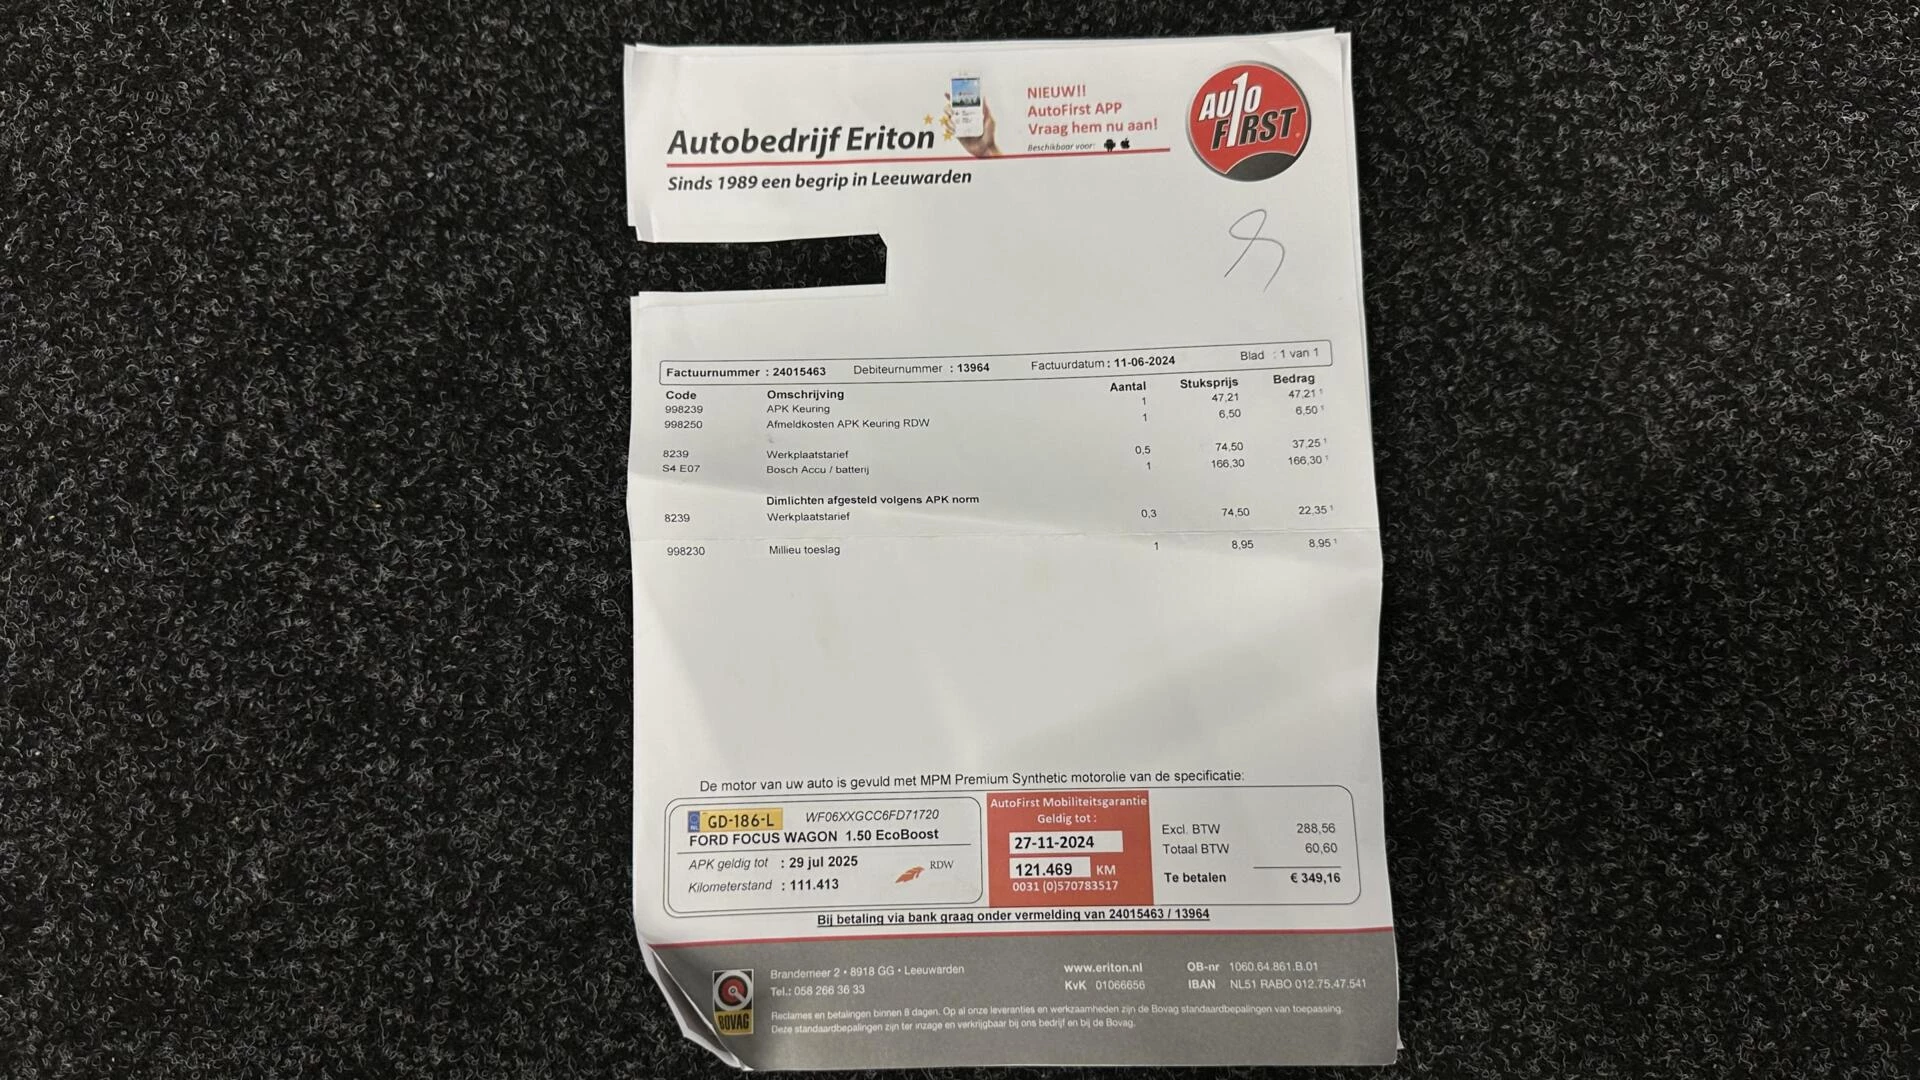 Autobedrijf Eriton
Sinds 1989 een begrip in Leeuwarden
NIEUW!!
AutoFirst APP
Vraag hem nu aan!
Beschikbaar voor:
AUTO
FIRST
Factuurnummer : 24015463 Debiteurnummer : 13964 Factuurdatum : 11-06-2024 Blad : 1 van 1
Code Omschrijving Aantal Stuksprijs Bedrag
998239 APK Keuring 1 47,21 47,21 ¹
998250 Afmeldkosten APK Keuring RDW 1 6,50 6,50 ¹
8239 Werkplaatstarief 0,5 74,50 37,25 ¹
S4 E07 Bosch Accu / batterij 1 166,30 166,30 ¹
Dimlichten afgesteld volgens APK norm
8239 Werkplaatstarief 0,3 74,50 22,35 ¹
998230 Millieu toeslag 1 8,95 8,95 ¹
De motor van uw auto is gevuld met MPM Premium Synthetic motorolie van de specificatie:
NL GD-186-L WF06XXGCC6FD71720
FORD FOCUS WAGON 1.50 EcoBoost
APK geldig tot : 29 jul 2025
Kilometerstand : 111.413
RDW
AutoFirst Mobiliteitsgarantie
Geldig tot :
27-11-2024
121.469 KM
0031 (0)570783517
Excl. BTW 288,56
Totaal BTW 60,60
Te betalen € 349,16
Bij betaling via bank graag onder vermelding van 24015463 / 13964
BOVAG
Brandemeer 2 • 8918 GG • Leeuwarden
Tel.: 058 266 36 33
www.eriton.nl
KvK 01066656
OB-nr 1060.64.861.B.01
IBAN NL51 RABO 012.75.47.541
Reclames en betalingen binnen 8 dagen. Op al onze leveranties en werkzaamheden zijn de Bovag standaardbepalingen van toepassing.
Deze standaardbepalingen zijn ter inzage en verkrijgbaar bij ons bedrijf en bij de Bovag.